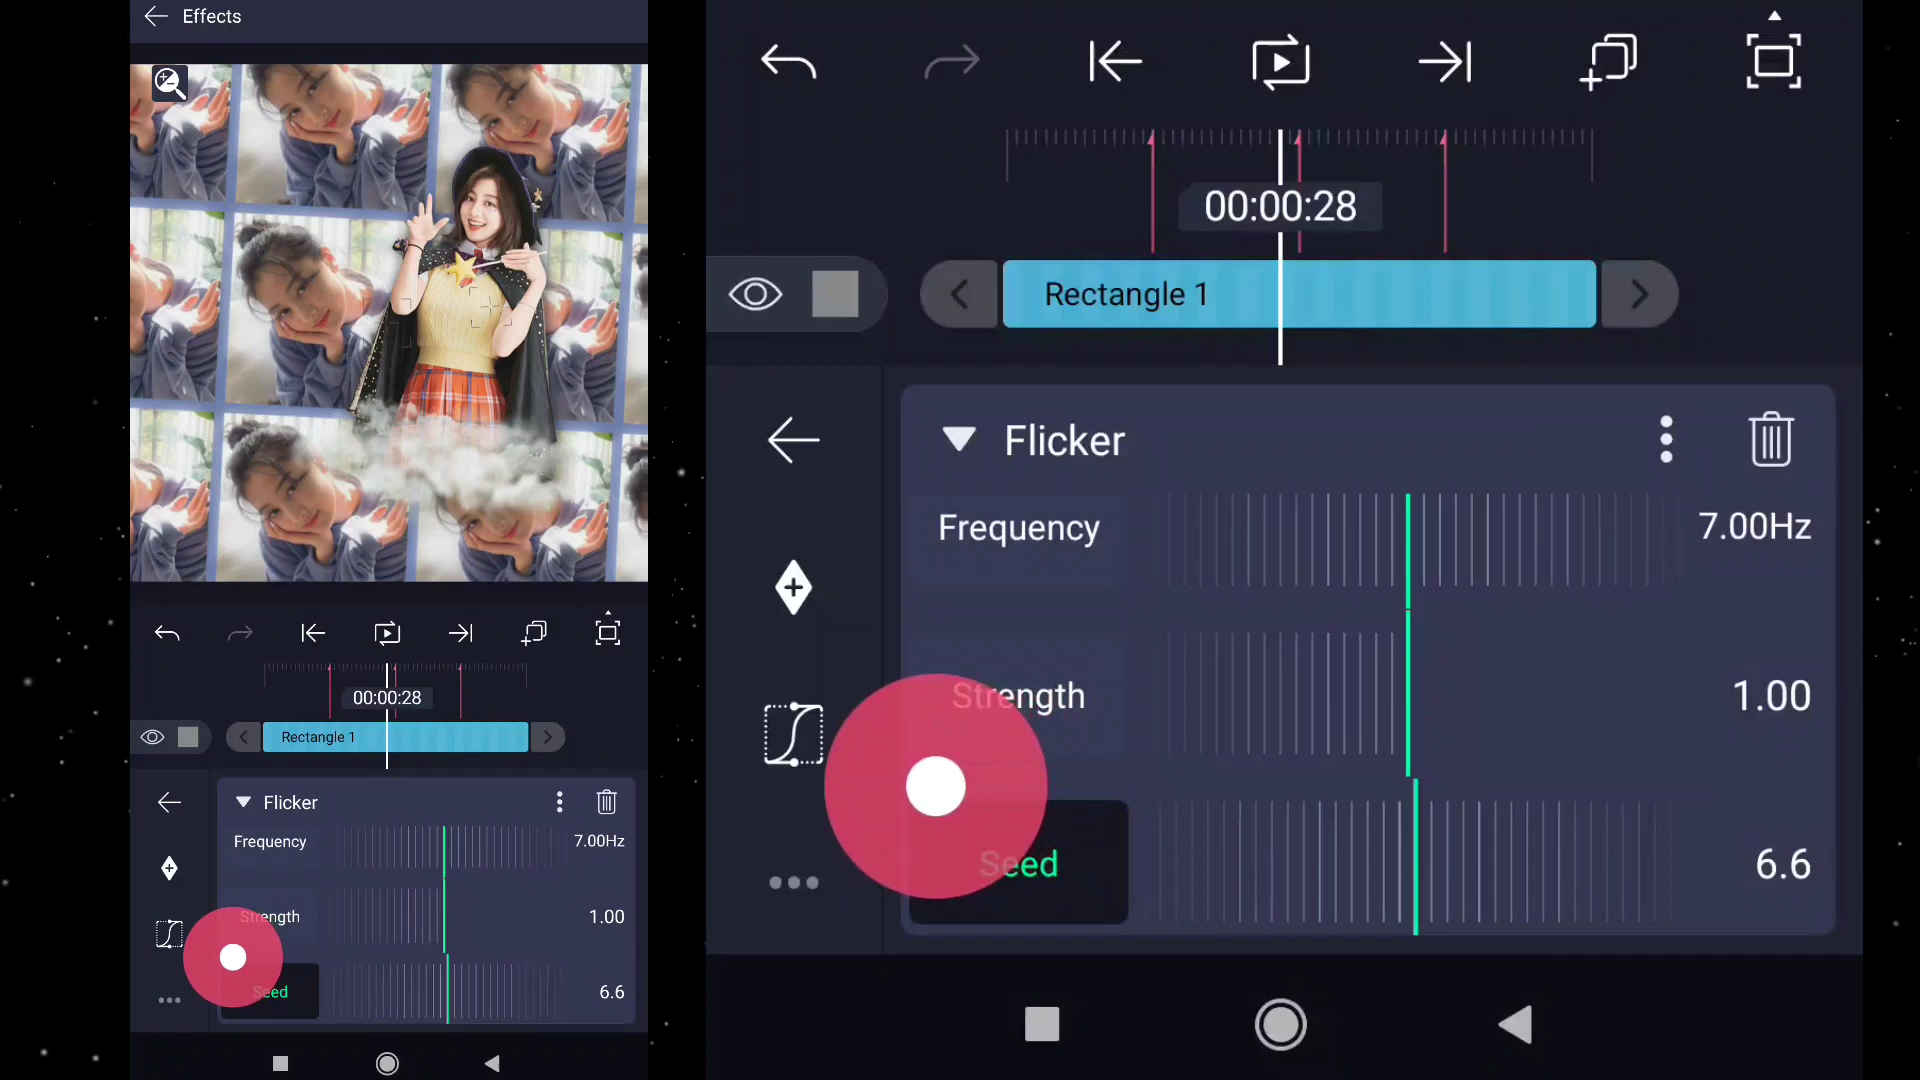 Effects
00:00:28
Rectangle 1
Flicker
Frequency 7.00Hz
Strength 1.00
Seed 6.6
00:00:28
Rectangle 1
Flicker
Frequency 7.00Hz
Strength 1.00
Seed 6.6